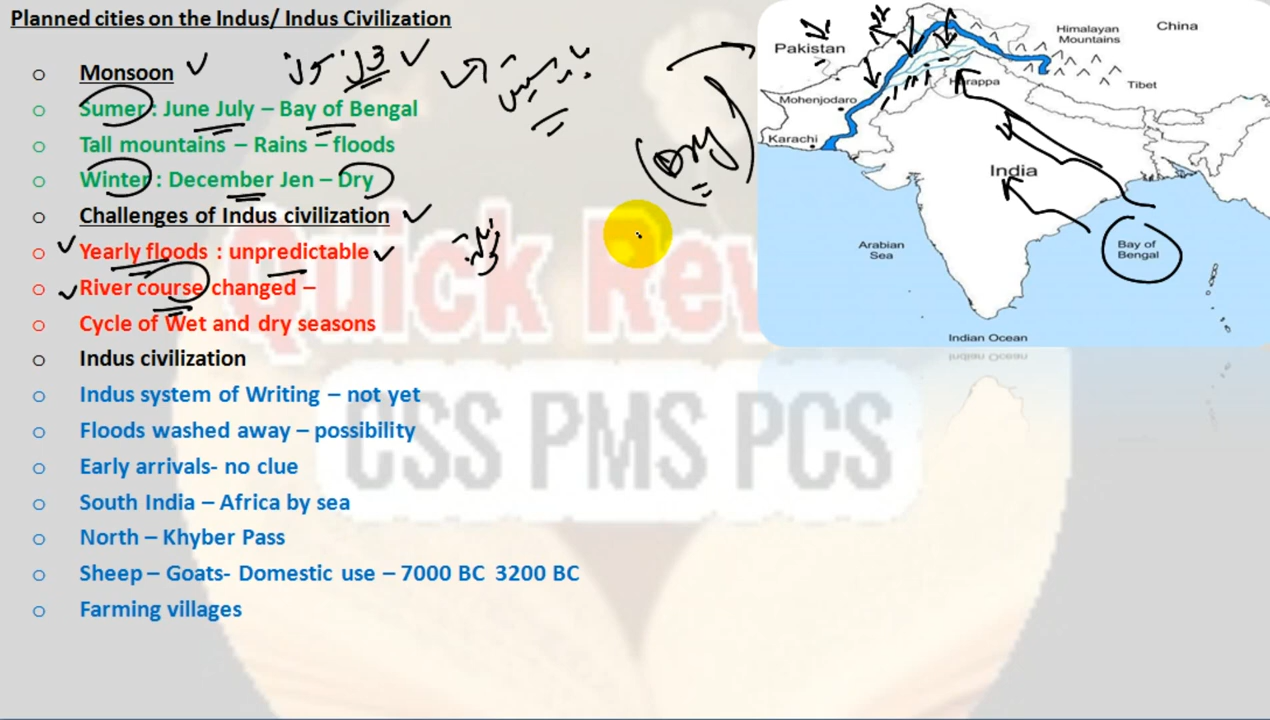 Planned cities on the Indus/ Indus Civilization
Monsoon
Sumer : June July – Bay of Bengal
Tall mountains – Rains – floods
Winter : December Jen – Dry
Challenges of Indus civilization
Yearly floods : unpredictable
River course changed –
Cycle of Wet and dry seasons
Indus civilization
Indus system of Writing – not yet
Floods washed away – possibility
Early arrivals- no clue
South India – Africa by sea
North – Khyber Pass
Sheep – Goats- Domestic use – 7000 BC 3200 BC
Farming villages
Dry
Quick Rev
CSS PMS PCS
Pakistan
Himalayan
Mountains
China
Tibet
Harappa
Mohenjodaro
Karachi
India
Arabian
Sea
Bay of
Bengal
Indian Ocean